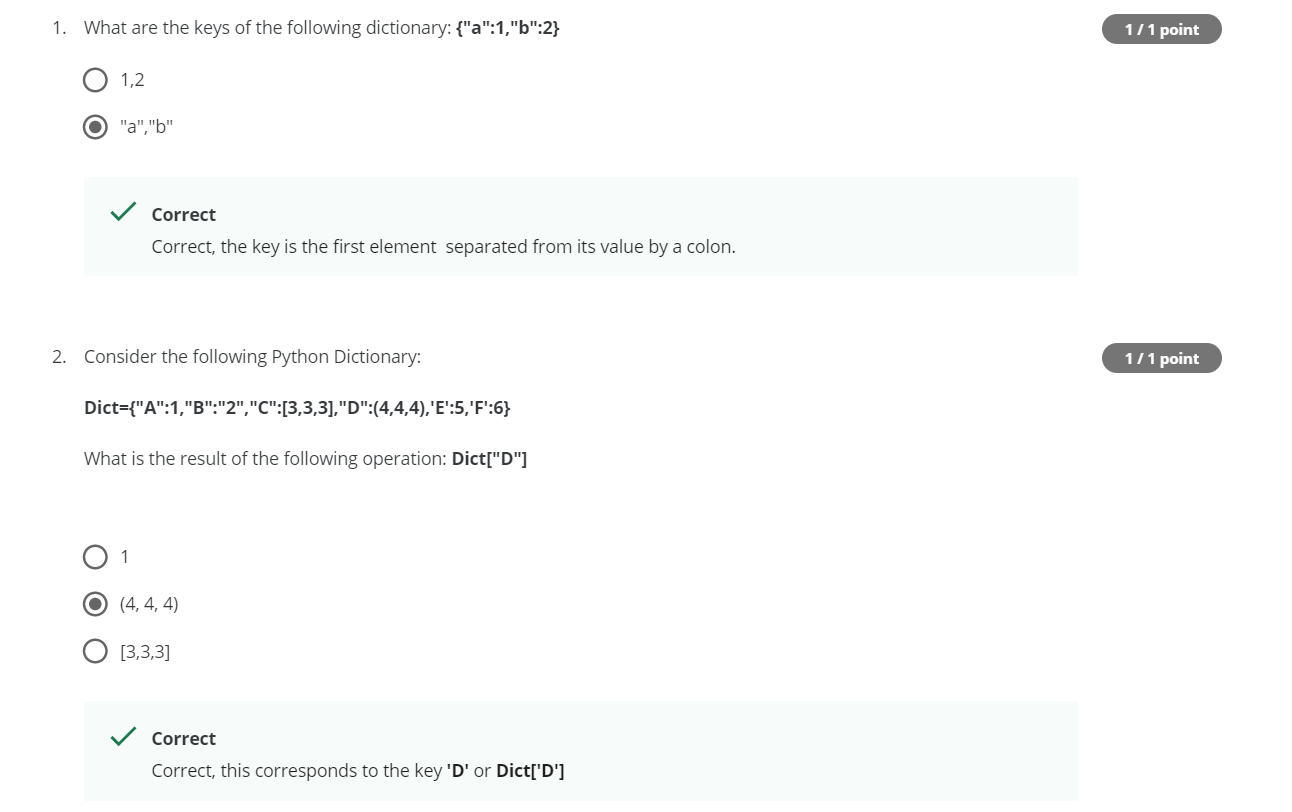 1. What are the keys of the following dictionary: {"a":1,"b":2}
1 / 1 point
1,2
"a","b"
Correct
Correct, the key is the first element  separated from its value by a colon.
2. Consider the following Python Dictionary:
1 / 1 point
Dict={"A":1,"B":"2","C":[3,3,3],"D":(4,4,4),'E':5,'F':6}
What is the result of the following operation: Dict["D"]
1
(4, 4, 4)
[3,3,3]
Correct
Correct, this corresponds to the key 'D' or Dict['D']